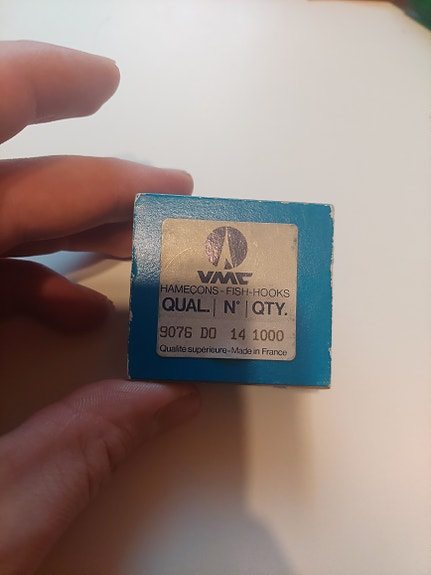 VMC
HAMECONS-FISH-HOOKS
QUAL. | N° | QTY.
9076 DO 14 1000
Qualité supérieure-Made in France